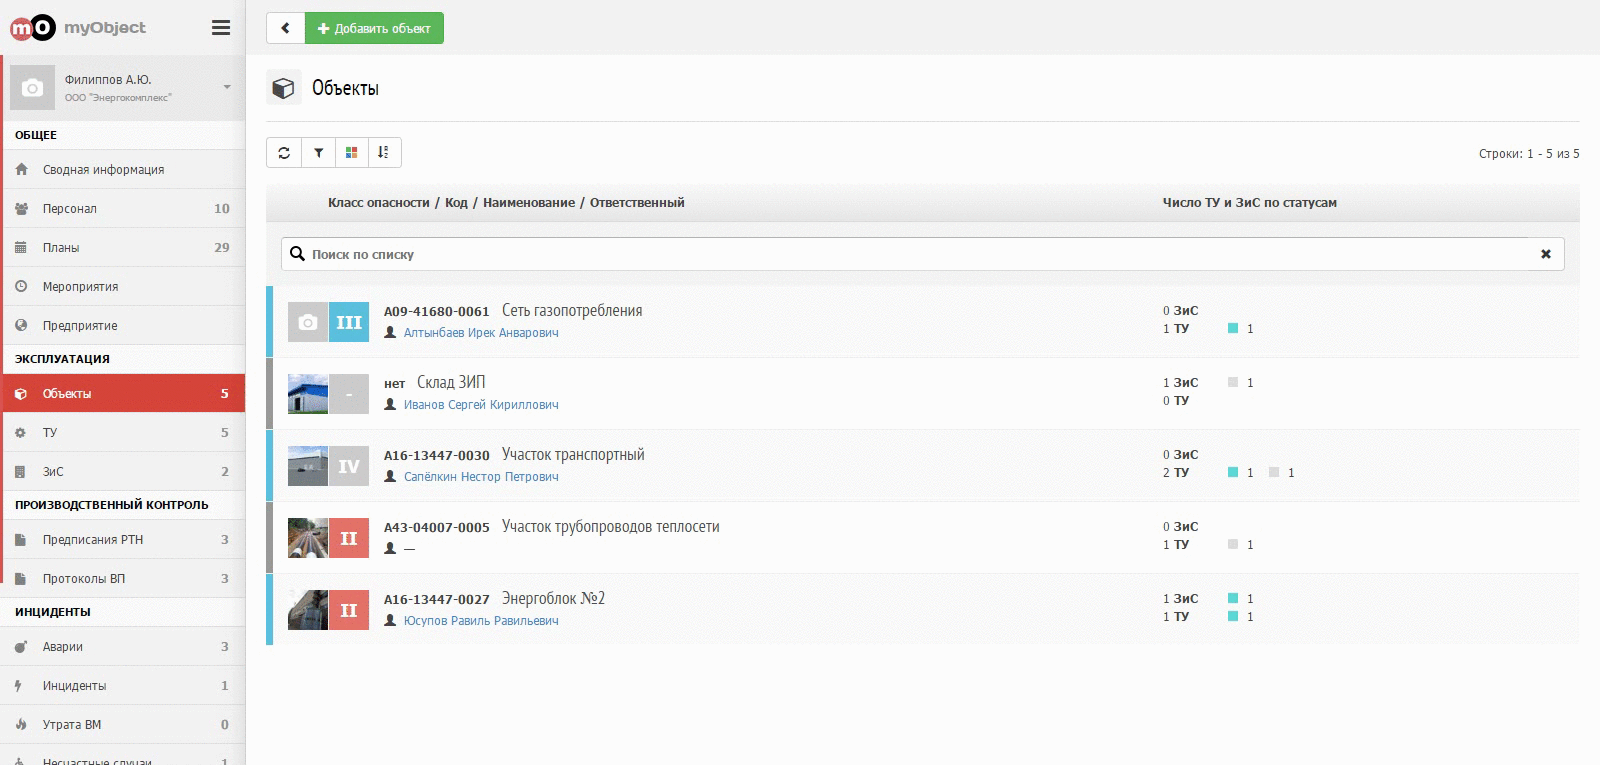 mO myObject
Филиппов А.Ю.
ООО "Энергокомплекс"
ОБЩЕЕ
Сводная информация
Персонал 10
Планы 29
Мероприятия
Предприятие
ЭКСПЛУАТАЦИЯ
Объекты 5
ТУ 5
ЗиС 2
ПРОИЗВОДСТВЕННЫЙ КОНТРОЛЬ
Предписания РТН 3
Протоколы ВП 3
ИНЦИДЕНТЫ
Аварии 3
Инциденты 1
Утрата ВМ 0
Несчастные случаи 1
Добавить объект
Объекты
Строки: 1 - 5 из 5
Класс опасности / Код / Наименование / Ответственный Число ТУ и ЗиС по статусам
Поиск по списку
III A09-41680-0061 Сеть газопотребления 0 ЗиС
Алтынбаев Ирек Анварович 1 ТУ 1
- нет Склад ЗИП 1 ЗиС 1
Иванов Сергей Кириллович 0 ТУ
IV A16-13447-0030 Участок транспортный 0 ЗиС
Сапёлкин Нестор Петрович 2 ТУ 1 1
II A43-04007-0005 Участок трубопроводов теплосети 0 ЗиС
— 1 ТУ 1
II A16-13447-0027 Энергоблок №2 1 ЗиС 1
Юсупов Равиль Равильевич 1 ТУ 1